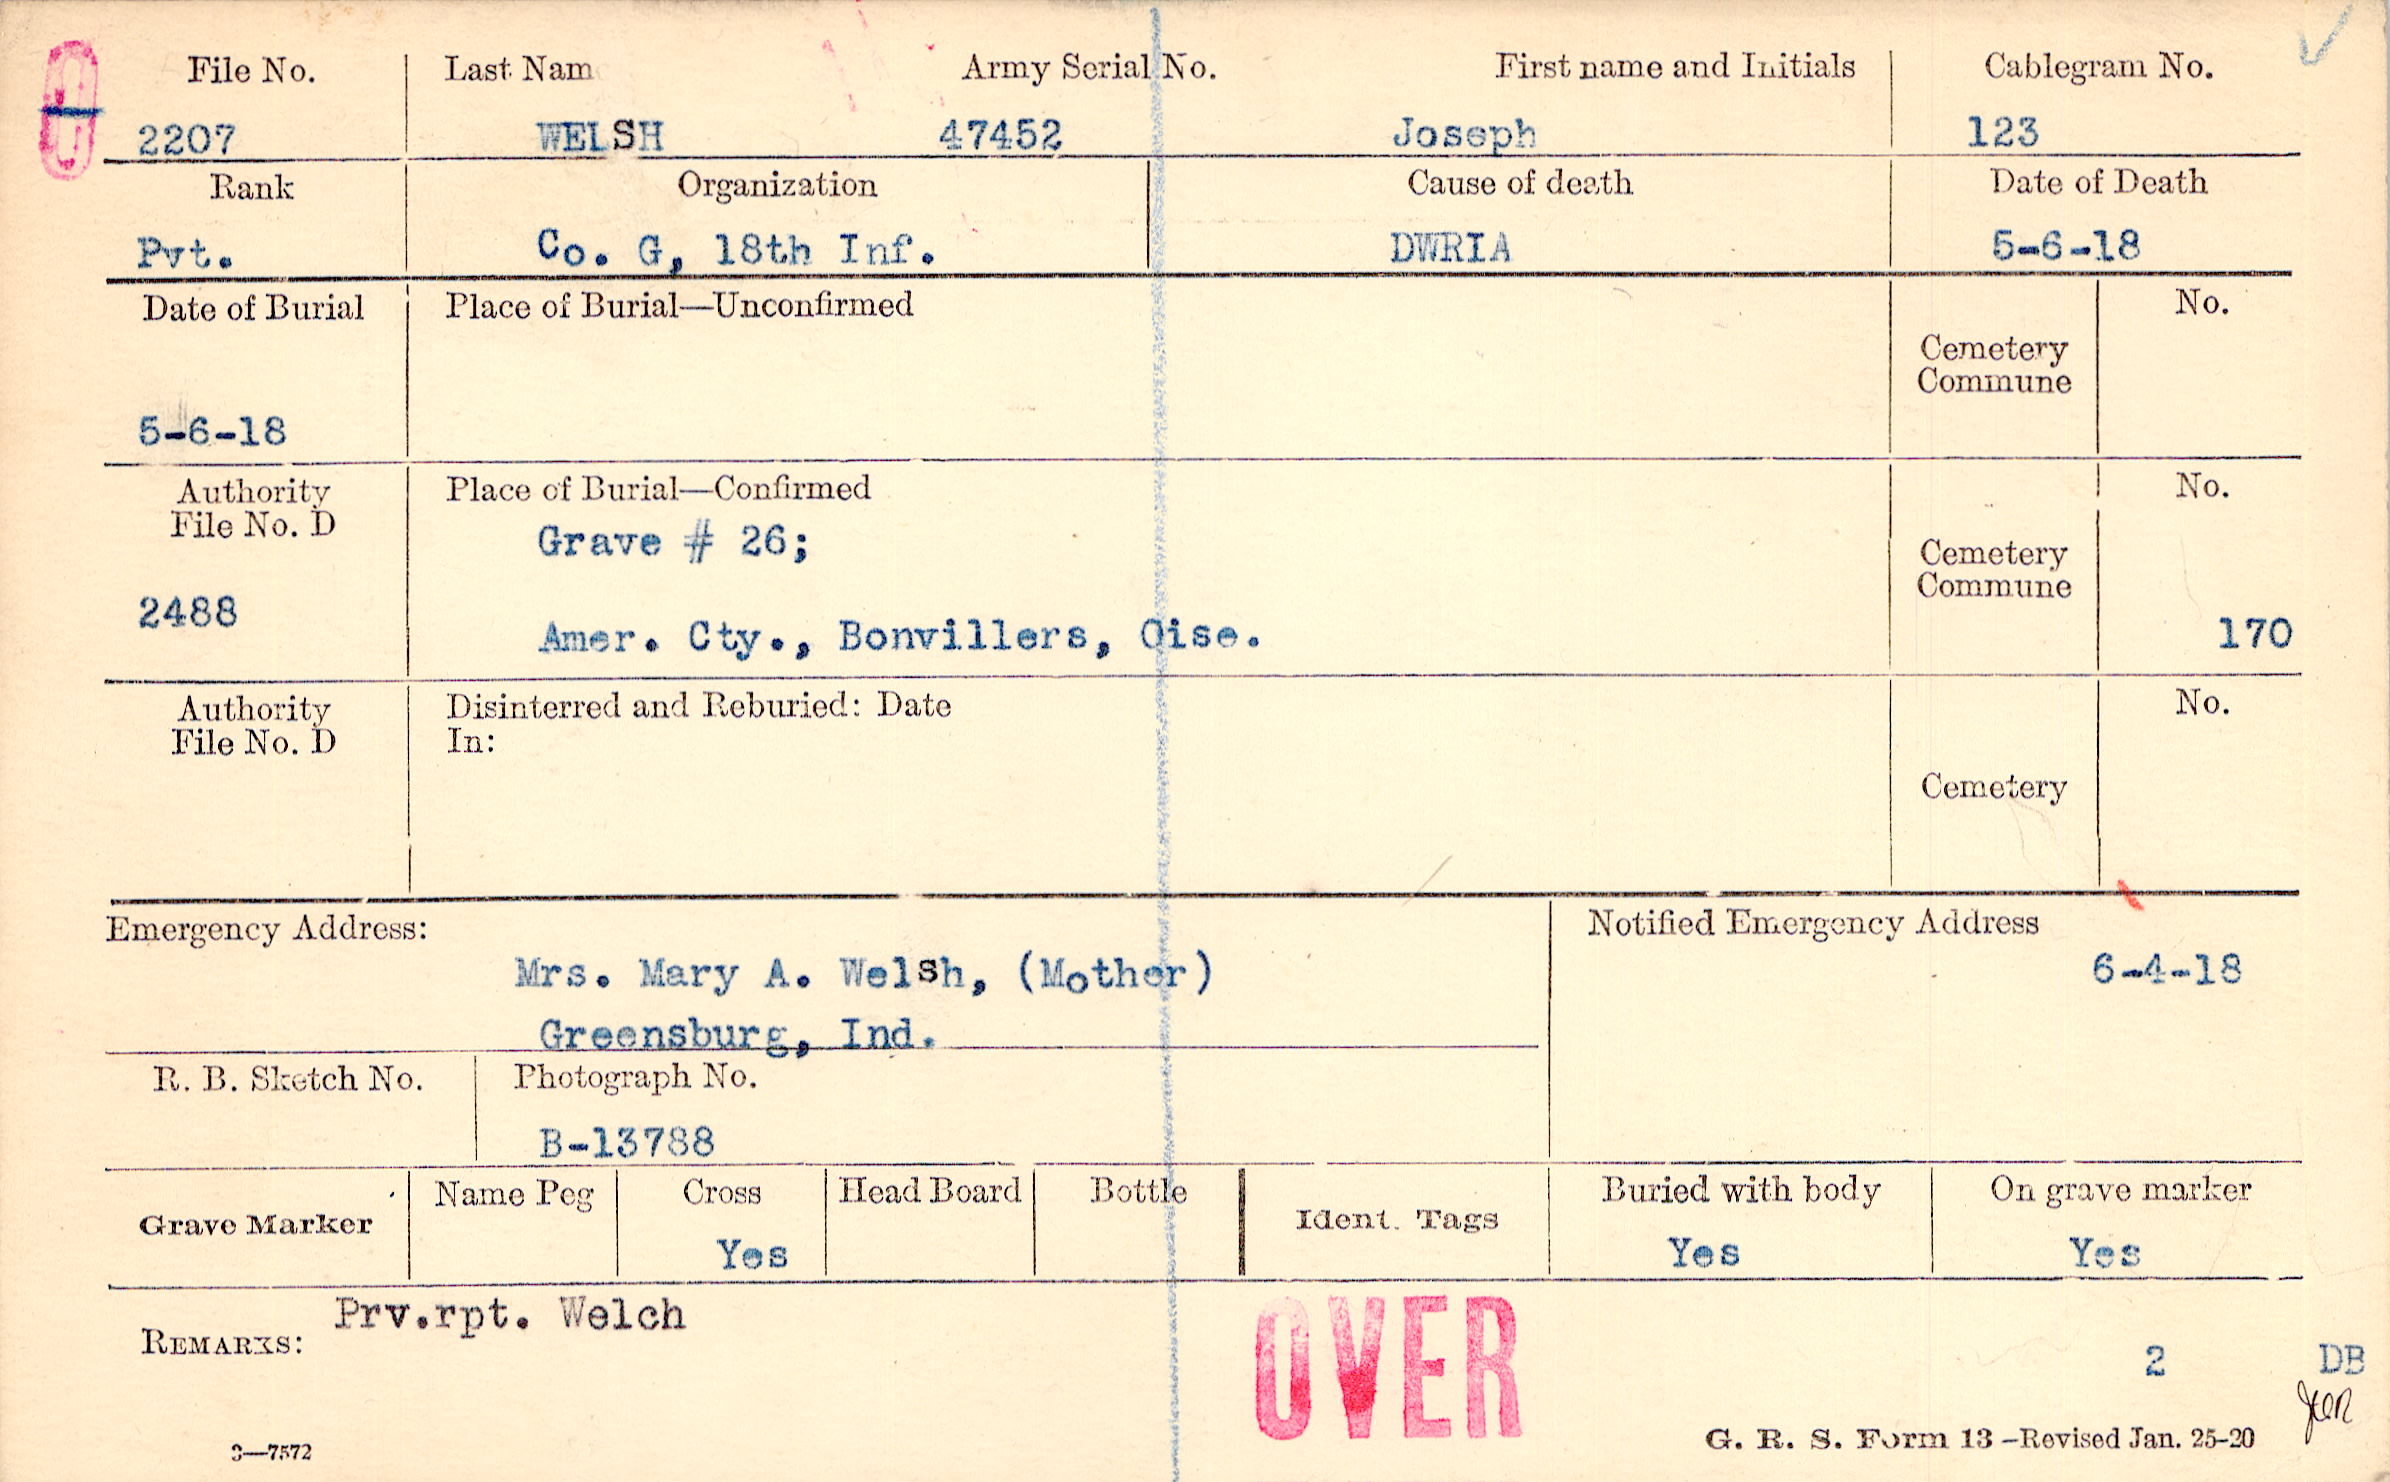 File No. Last Nam Army Serial No. First name and Initials Cablegram No.
2207 WELSH 47452 Joseph 123
Rank Organization Cause of death Date of Death
Pvt. Co. G, 18th Inf. DWRIA 5-6-18
Date of Burial Place of Burial—Unconfirmed No.
Cemetery
Commune
5-6-18
Authority Place of Burial—Confirmed No.
File No. D
Grave # 26;
Cemetery
Commune
2488
Amer. Cty., Bonvillers, Oise. 170
Authority Disinterred and Reburied: Date No.
File No. D In:
Cemetery
Emergency Address: Notified Emergency Address
Mrs. Mary A. Welsh, (Mother) 6-4-18
Greensburg, Ind.
R. B. Sketch No. Photograph No.
B-13788
Grave Marker Name Peg Cross Head Board Bottle Ident. Tags Buried with body On grave marker
Yes Yes Yes
Prv.rpt. Welch
REMARKS:
OVER
2 DB
3—7572 G. R. S. Form 13—Revised Jan. 25-20